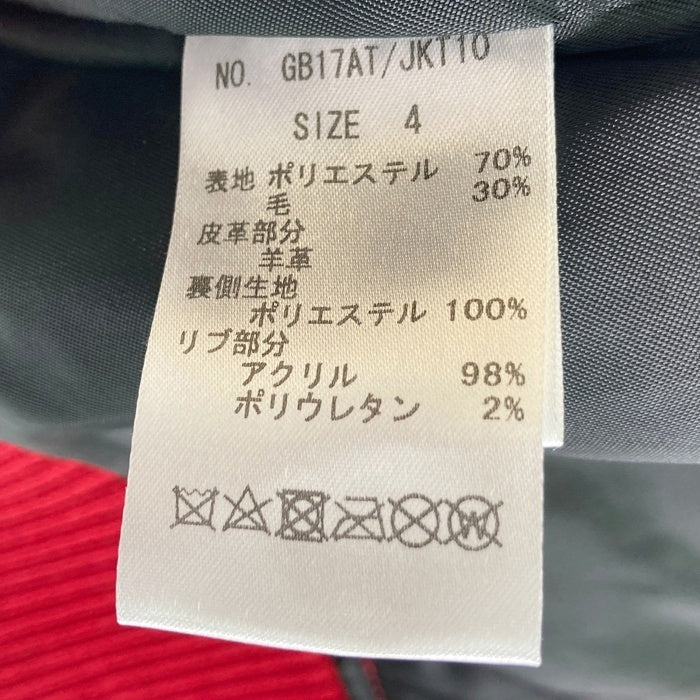 NO. GB17AT/JKT10
SIZE 4
表地 ポリエステル 70%
毛 30%
皮革部分
羊革
裏側生地
ポリエステル 100%
リブ部分
アクリル 98%
ポリウレタン 2%
W